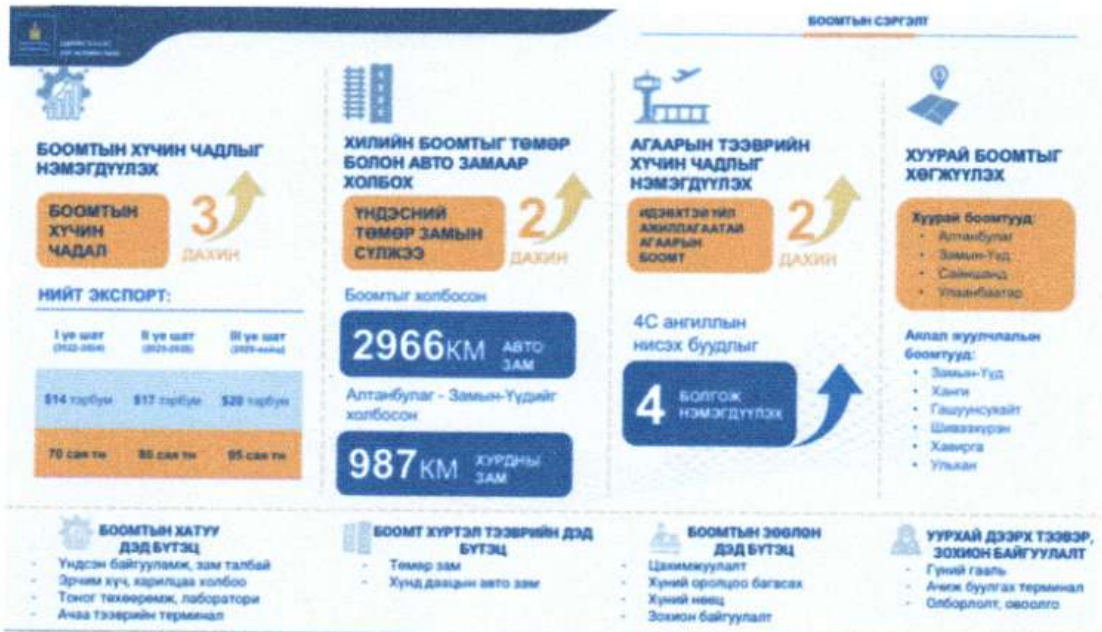 БООМТЫН СЭРГЭЛТ
БООМТЫН ХҮЧИН ЧАДЛЫГ
НЭМЭГДҮҮЛЭХ
БООМТЫН
ХҮЧИН
ЧАДАЛ
3
ДАХИН
НИЙТ ЭКСПОРТ:
I үе шат
II үе шат
III үе шат
(2022-2024)
$14 тэрбум
$17 тэрбум
$20 тэрбум
70 сая тн
95 сая тн
ХИЛИЙН БООМТЫГ ТӨМӨР
БОЛОН АВТО ЗАМААР
ХОЛБОХ
ҮНДЭСНИЙ
ТӨМӨР ЗАМЫН
СҮЛЖЭЭ
2
ДАХИН
Боомтыг холбосон
2966КМ АВТО
ЗАМ
Алтанбулаг - Замын-Үүдийг
холбосон
987КМ ХУРДНЫ
ЗАМ
АГААРЫН ТЭЭВРИЙН
ХҮЧИН ЧАДЛЫГ
НЭМЭГДҮҮЛЭХ
ИДЭВХТЭЙ ҮЙЛ
АЖИЛЛАГААТАЙ
АГААРЫН
БООМТ
2
ДАХИН
4С ангиллын
нисэх буудлыг
4 БОЛГОЖ
НЭМЭГДҮҮЛЭХ
ХУУРАЙ БООМТЫГ
ХӨГЖҮҮЛЭХ
Хуурай боомтууд:
• Алтанбулаг
• Замын-Үүд
• Сайншанд
• Улаанбаатар
Аялал жуулчлалын
боомтууд:
• Замын-Үүд
• Ханги
• Гашуунсухайт
• Шивээхүрэн
• Хавирга
• Ульхан
БООМТЫН ХАТУУ
ДЭД БҮТЭЦ
- Үндсэн байгууламж, зам талбай
- Эрчим хүч, харилцаа холбоо
- Тоног төхөөрөмж, лаборатори
- Ачаа тээврийн терминал
БООМТ ХҮРТЭЛ ТЭЭВРИЙН ДЭД
БҮТЭЦ
- Төмөр зам
- Хүнд даацын авто зам
БООМТЫН ЗӨӨЛӨН
ДЭД БҮТЭЦ
- Цахимжуулалт
- Хүний оролцоо багасах
- Хүний нөөц
- Зохион байгуулалт
УУРХАЙ ДЭЭРХ ТЭЭВЭР,
ЗОХИОН БАЙГУУЛАЛТ
- Гүний гааль
- Ачиж буулгах терминал
- Олборлолт, овоолго